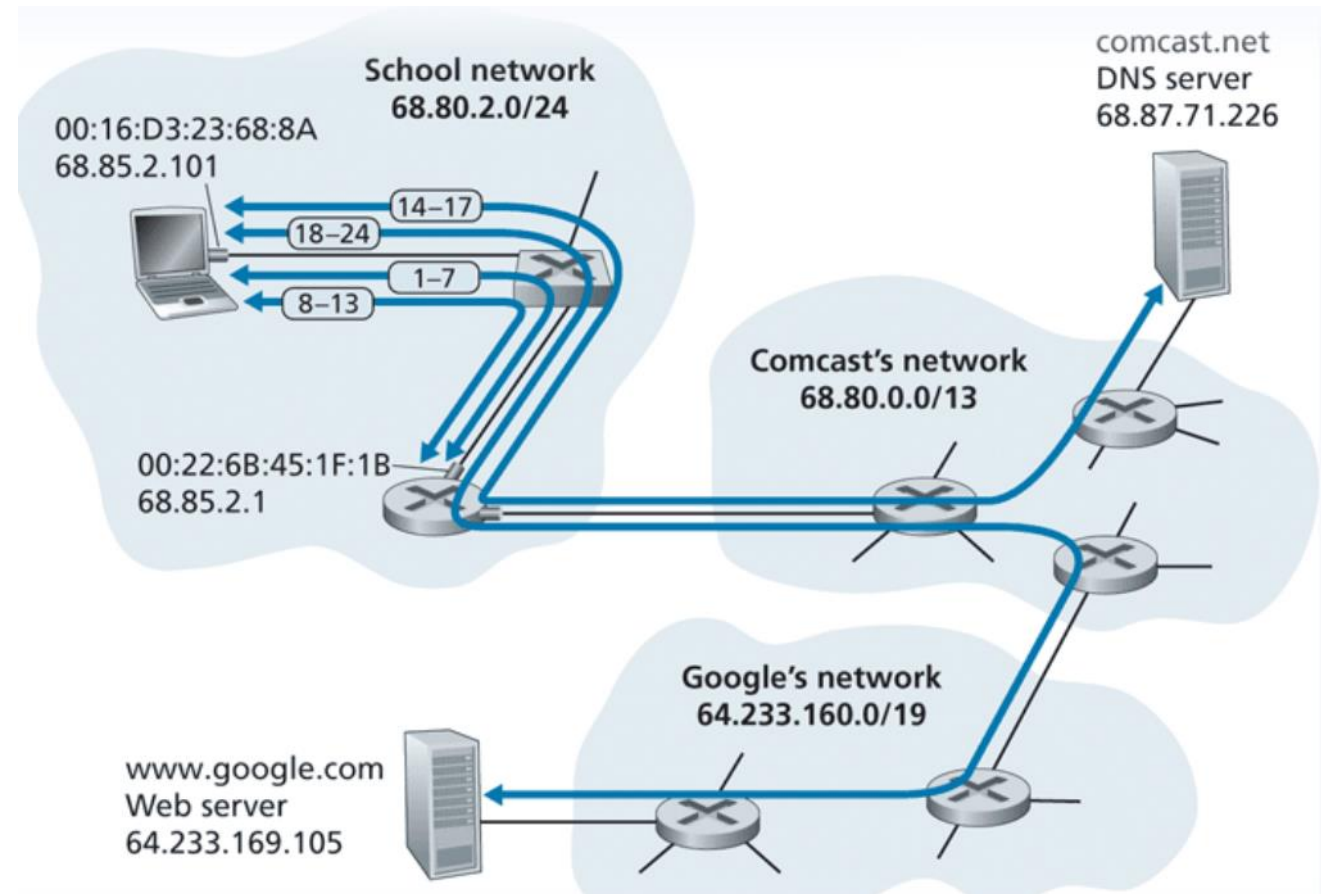 comcast.net
DNS server
68.87.71.226
School network
68.80.2.0/24
00:16:D3:23:68:8A
68.85.2.101
14–17
18–24
1–7
8–13
Comcast’s network
68.80.0.0/13
00:22:6B:45:1F:1B
68.85.2.1
Google’s network
64.233.160.0/19
www.google.com
Web server
64.233.169.105